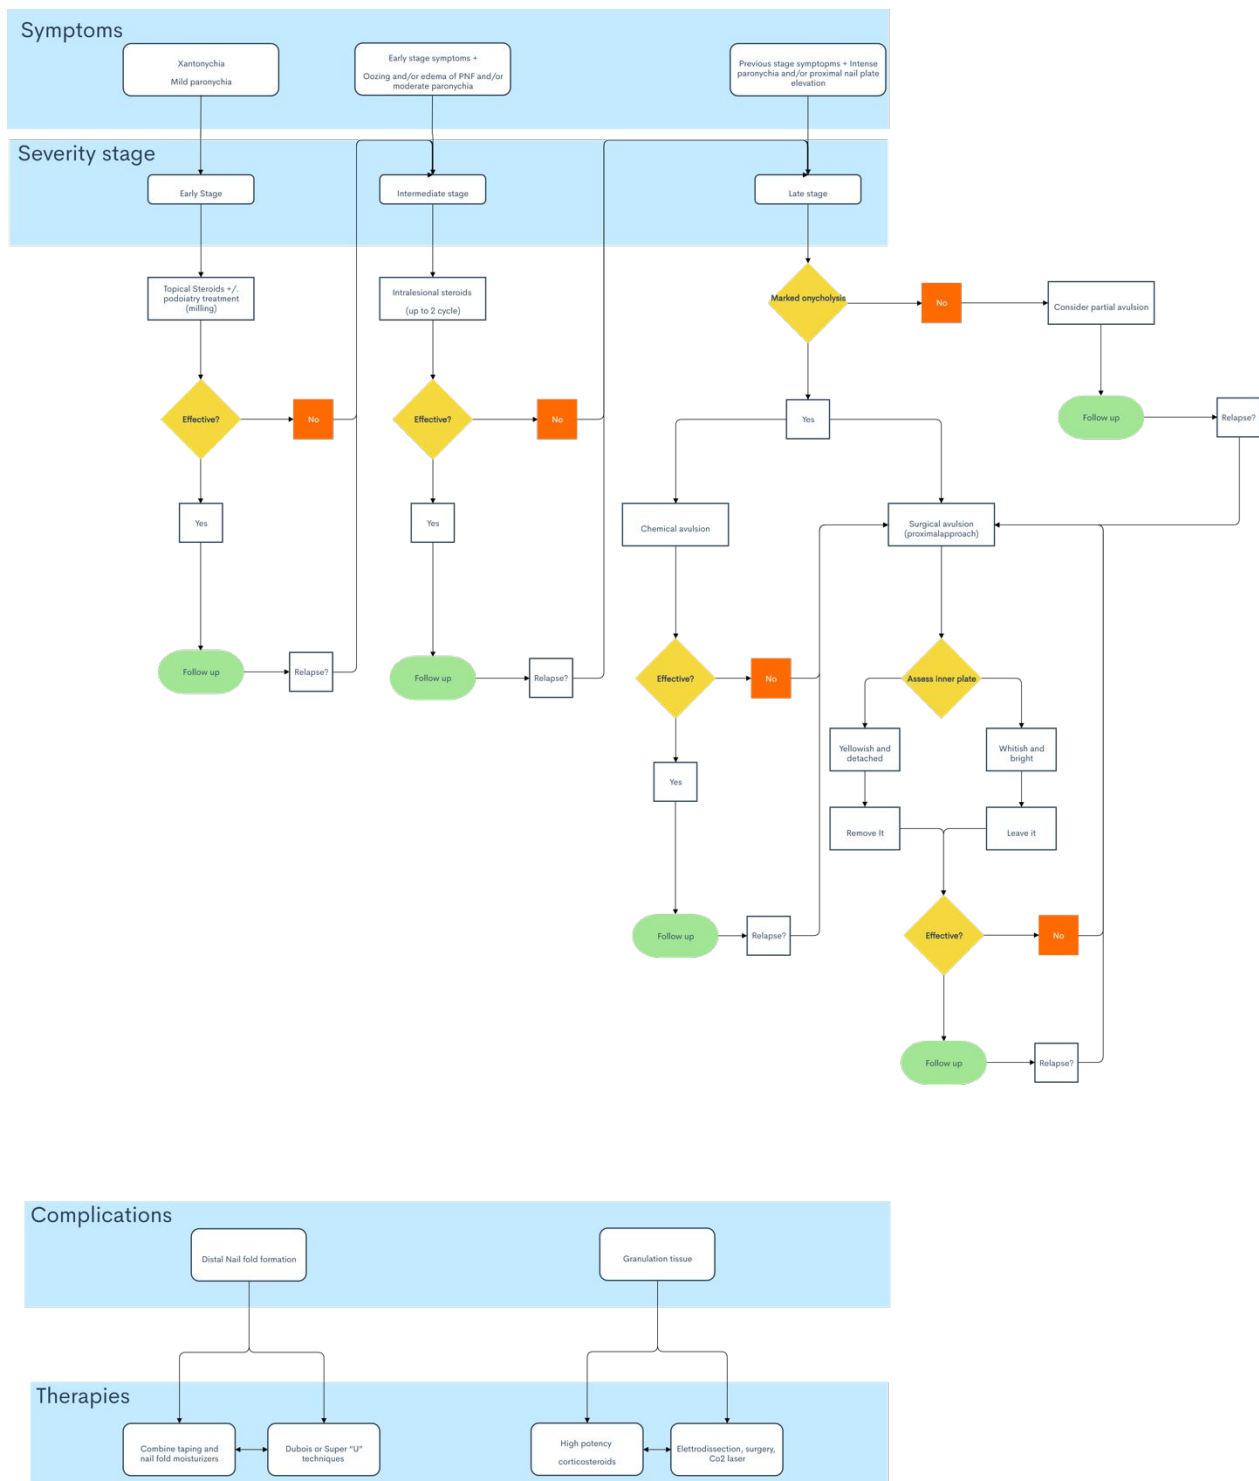 Symptoms
Xantonychia
Mild paronychia
Early stage symptoms +
Oozing and/or edema of PNF and/or
moderate paronychia
Previous stage symptopms + Intense
paronychia and/or proximal nail plate
elevation
Severity stage
Early Stage
Intermediate stage
Late stage
Topical Steroids +/.
podoiatry treatment
(milling)
Intralesional steroids
(up to 2 cycle)
Marked onycholysis
No
Consider partial avulsion
Effective?
No
Effective?
No
Yes
Follow up
Relapse?
Yes
Yes
Chemical avulsion
Surgical avulsion
(proximalapproach)
Follow up
Relapse?
Follow up
Relapse?
Effective?
No
Assess inner plate
Yellowish and
detached
Whitish and
bright
Yes
Remove It
Leave it
Follow up
Relapse?
Effective?
No
Follow up
Relapse?
Complications
Distal Nail fold formation
Granulation tissue
Therapies
Combine taping and
nail fold moisturizers
Dubois or Super "U"
techniques
High potency
corticosteroids
Elettrodissection, surgery,
Co2 laser